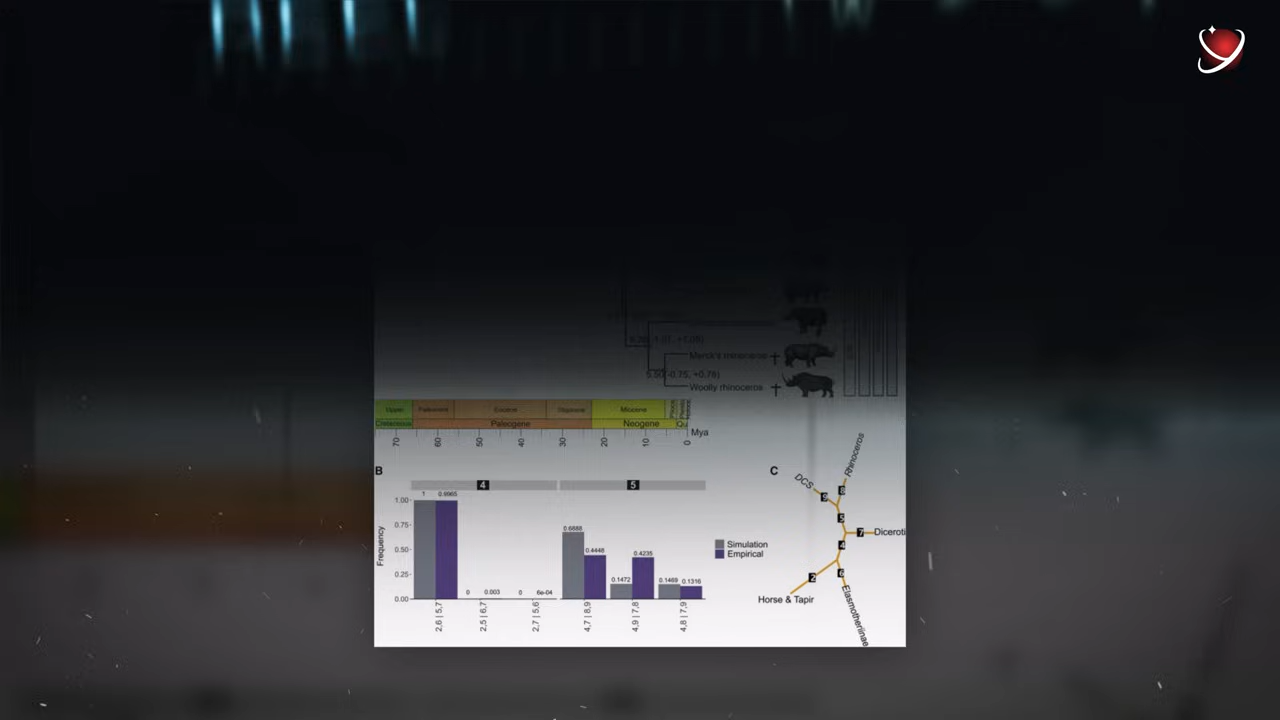 Merck's rhinoceros
5.50(-0.75, +0.78)
Woolly rhinoceros
Upper Paleocene Eocene Oligocene Miocene
Cretaceous Paleogene Neogene Qu
Mya
70 60 50 40 30 20 10 0
B
4 5
Frequency
1.00
0.75
0.50
0.25
0.00
1 0.9965
0 0.003
0 6e-04
0.6888 0.4448
0.1472 0.4235
0.1469 0.1316
2,6 | 5,7
2,5 | 6,7
2,7 | 5,6
4,7 | 8,9
4,9 | 7,8
4,8 | 7,9
Simulation
Empirical
C
DCS
Rhinoceros
9 8
5
7 Diceroti
4
2 6
Horse & Tapir
Elasmotheriinae